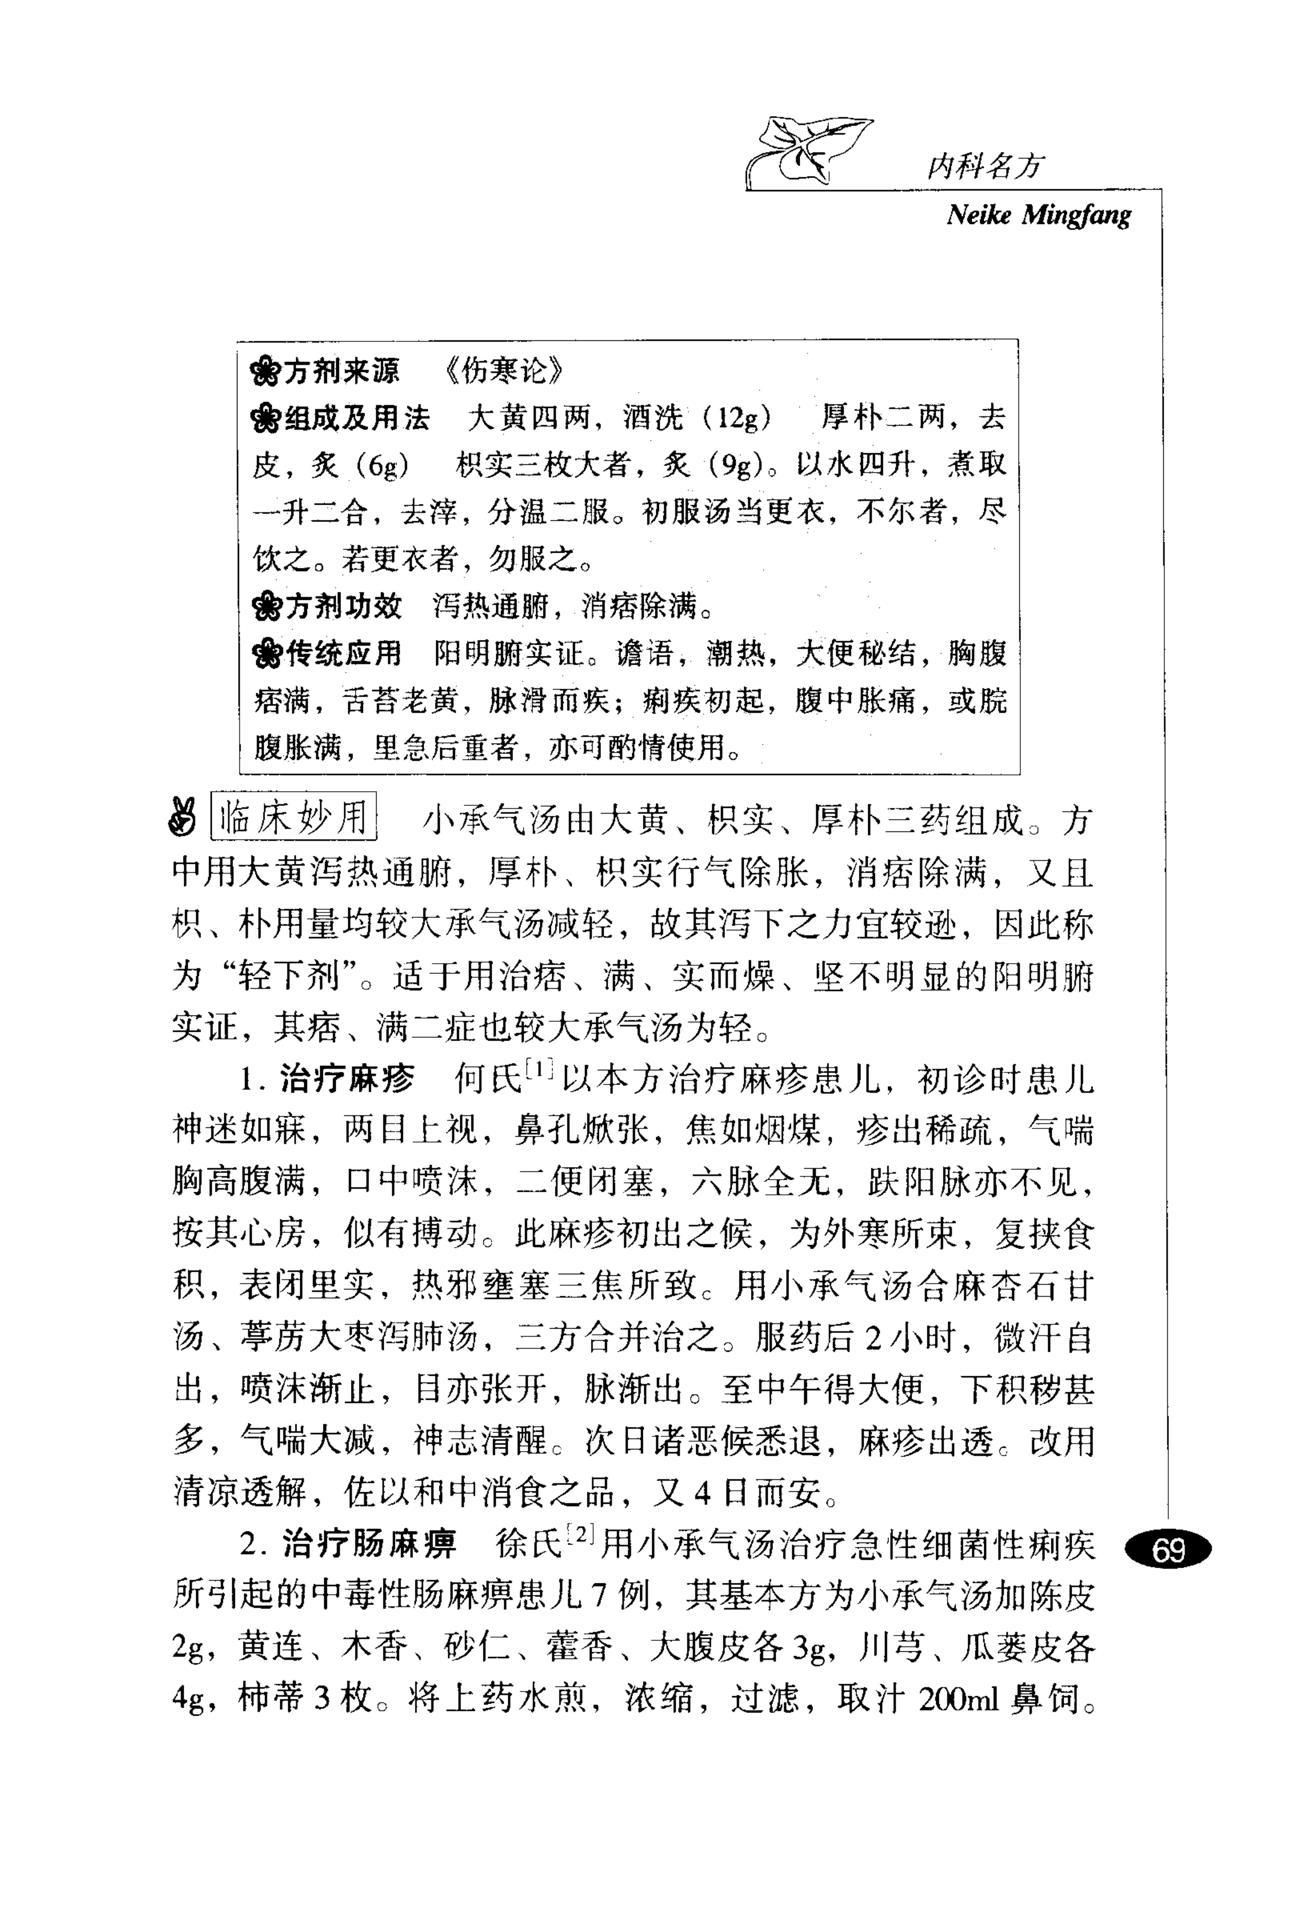 内科名方
Neike Mingfang
方剂来源 《伤寒论》
组成及用法 大黄四两，酒洗（12g） 厚朴二两，去
皮，炙（6g） 枳实三枚大者，炙（9g）。以水四升，煮取
一升二合，去滓，分温二服。初服汤当更衣，不尔者，尽
饮之。若更衣者，勿服之。
方剂功效 泻热通腑，消痞除满。
传统应用 阳明腑实证。谵语，潮热，大便秘结，胸腹
痞满，舌苔老黄，脉滑而疾；痢疾初起，腹中胀痛，或脘
腹胀满，里急后重者，亦可酌情使用。
临床妙用 小承气汤由大黄、枳实、厚朴三药组成。方
中用大黄泻热通腑，厚朴、枳实行气除胀，消痞除满，又且
枳、朴用量均较大承气汤减轻，故其泻下之力宜较逊，因此称
为“轻下剂”。适于用治痞、满、实而燥、坚不明显的阳明腑
实证，其痞、满二症也较大承气汤为轻。
1. 治疗麻疹 何氏[1]以本方治疗麻疹患儿，初诊时患儿
神迷如寐，两目上视，鼻孔焮张，焦如烟煤，疹出稀疏，气喘
胸高腹满，口中喷沫，二便闭塞，六脉全无，趺阳脉亦不见，
按其心房，似有搏动。此麻疹初出之候，为外寒所束，复挟食
积，表闭里实，热邪壅塞三焦所致。用小承气汤合麻杏石甘
汤、葶苈大枣泻肺汤，三方合并治之。服药后2小时，微汗自
出，喷沫渐止，目亦张开，脉渐出。至中午得大便，下积秽甚
多，气喘大减，神志清醒。次日诸恶候悉退，麻疹出透。改用
清凉透解，佐以和中消食之品，又4日而安。
2. 治疗肠麻痹 徐氏[2]用小承气汤治疗急性细菌性痢疾
所引起的中毒性肠麻痹患儿7例，其基本方为小承气汤加陈皮
2g，黄连、木香、砂仁、藿香、大腹皮各3g，川芎、瓜蒌皮各
4g，柿蒂3枚。将上药水煎，浓缩，过滤，取汁200ml鼻饲。
69